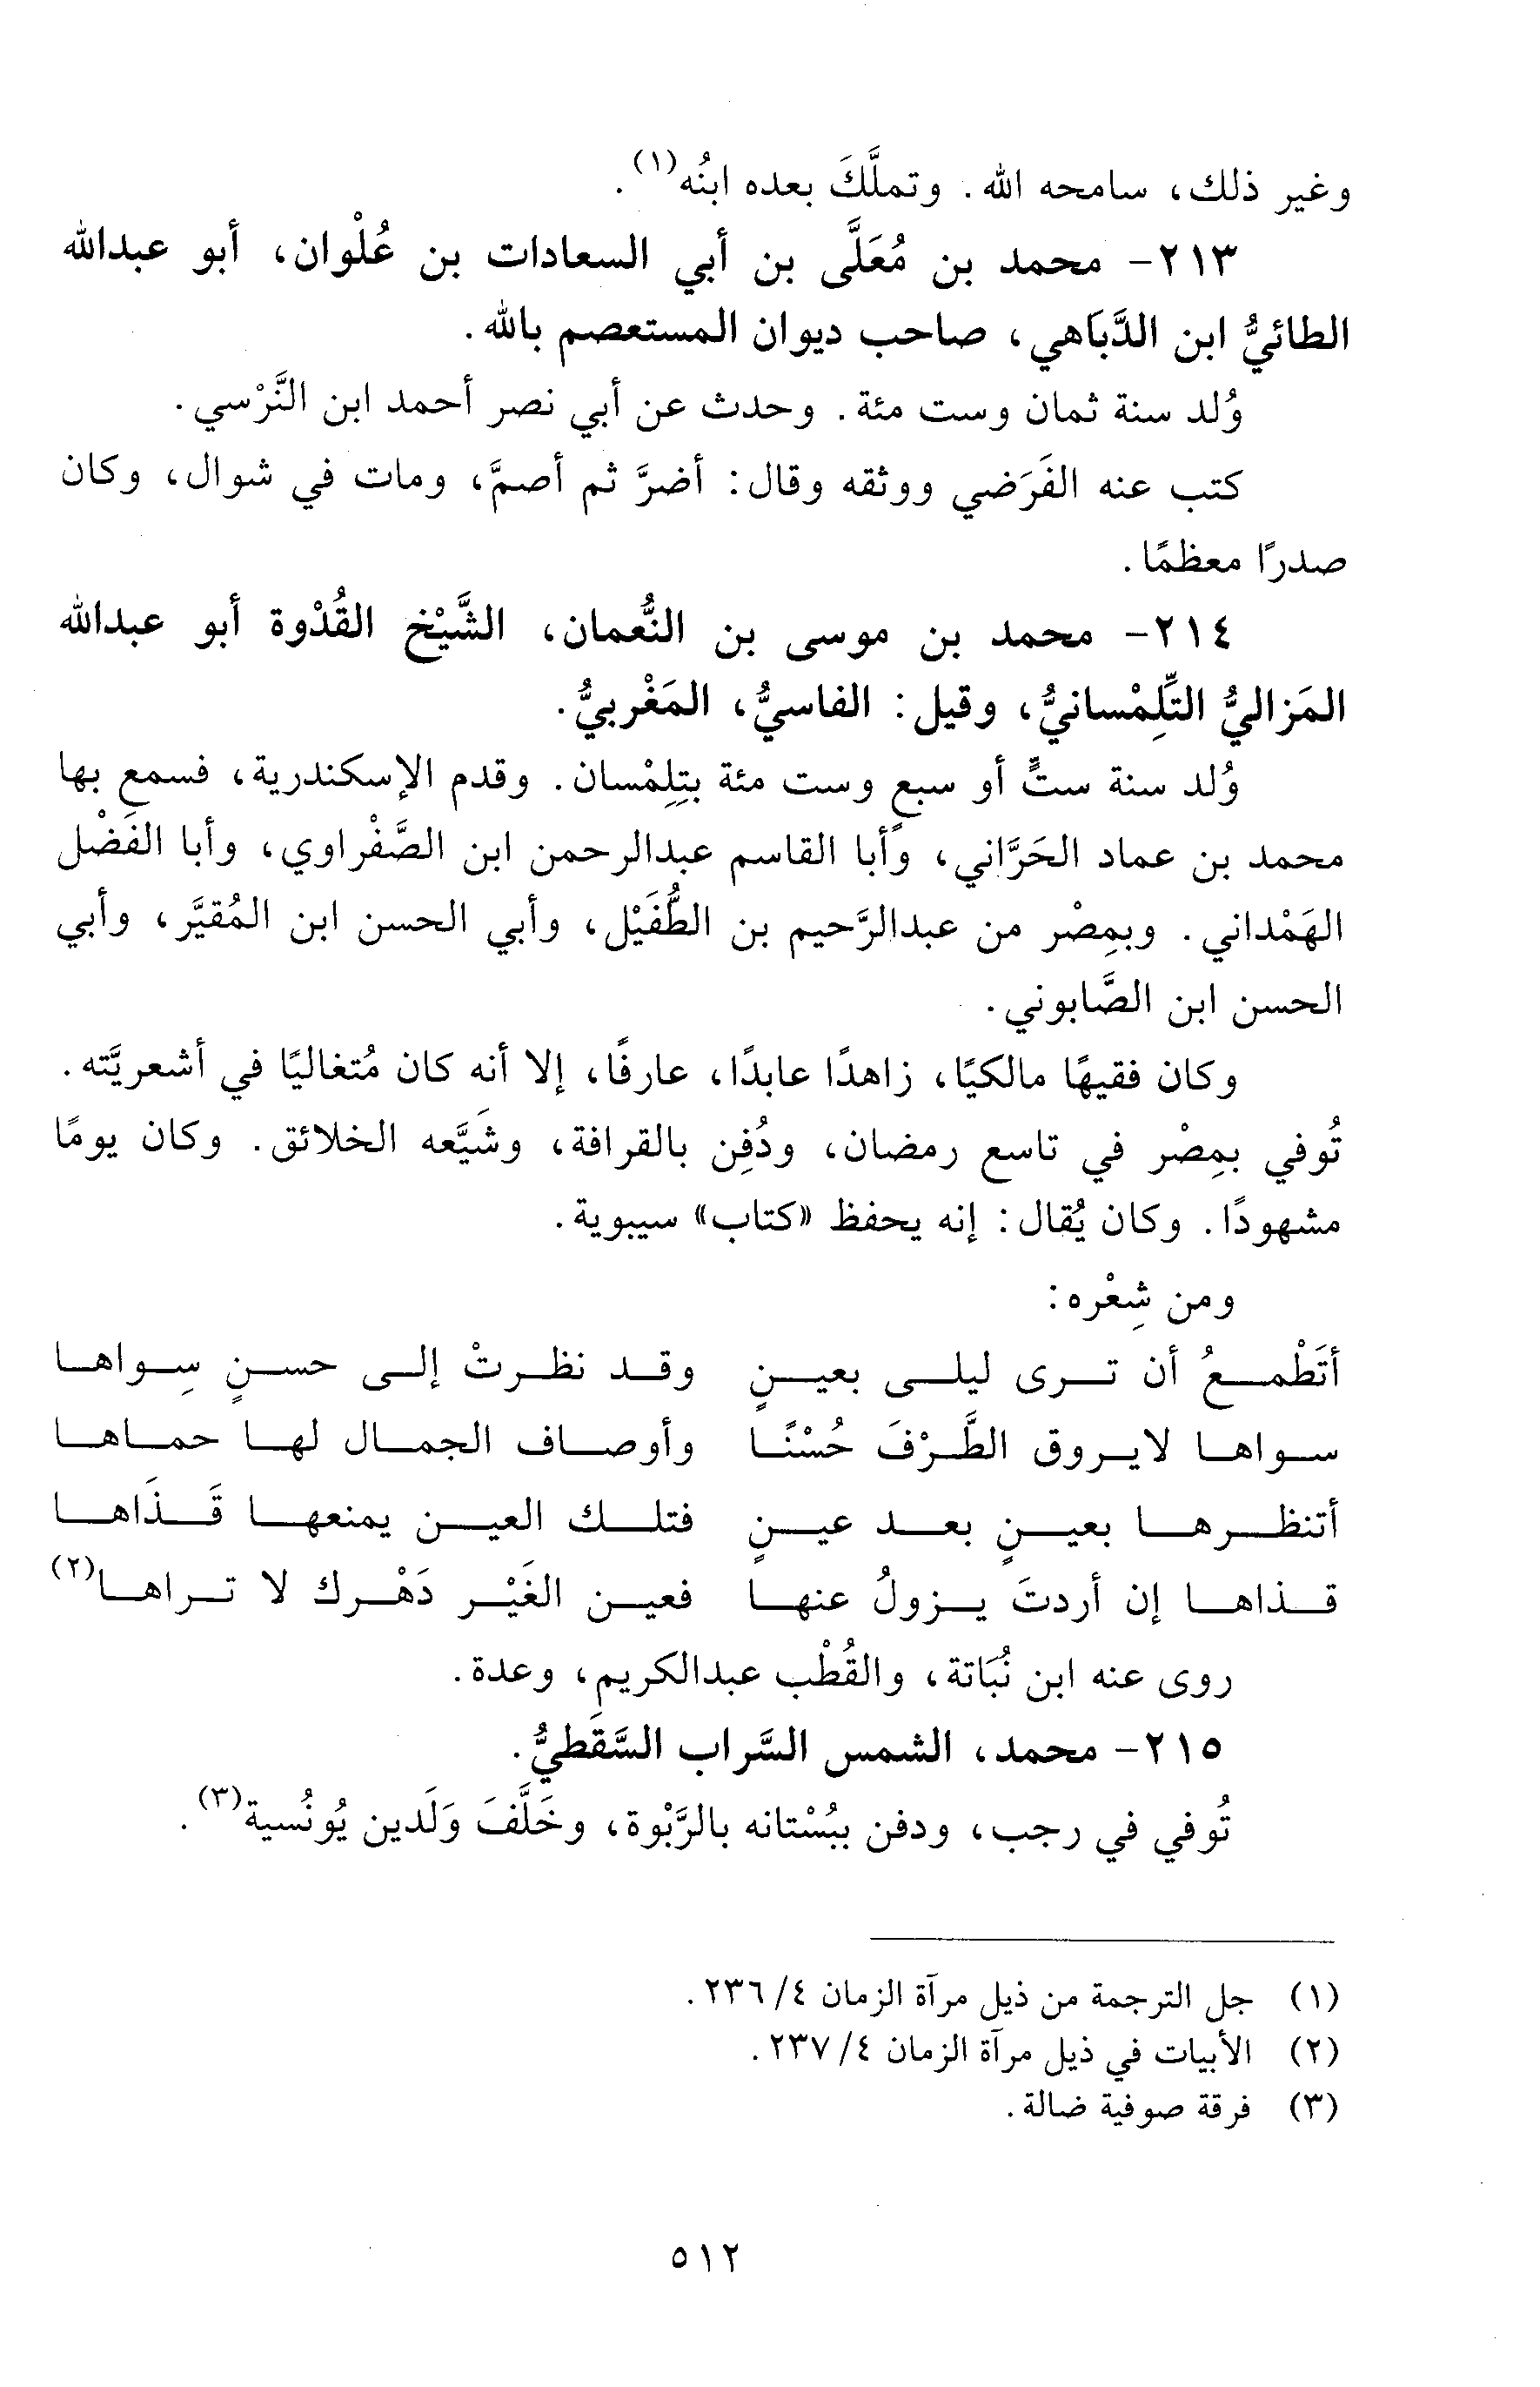 وغير ذلك، سامحه الله. وتملَّكَ بعده ابنُه(١).
٢١٣- محمد بن مُعَلَّى بن أبي السعادات بن عُلْوان، أبو عبدالله
الطائيُّ ابن الدَّبَاهي، صاحب ديوان المستعصم بالله.
وُلد سنة ثمان وست مئة. وحدث عن أبي نصر أحمد ابن النَّرْسي.
كتب عنه الفَرَضي ووثقه وقال: أضرَّ ثم أصمَّ، ومات في شوال، وكان
صدرًا معظمًا.
٢١٤- محمد بن موسى بن النُّعمان، الشَّيْخ القُدْوة أبو عبدالله
المَزاليُّ التِّلِمْسانيُّ، وقيل: الفاسيُّ، المَغْربيُّ.
وُلد سنة ستٍّ أو سبعٍ وست مئة بتِلِمْسان. وقدم الإسكندرية، فسمع بها
محمد بن عماد الحَرَّاني، وأبا القاسم عبدالرحمن ابن الصَّفْراوي، وأبا الفَضْل
الهَمْداني. وبمِصْر من عبدالرَّحيم بن الطُّفَيْل، وأبي الحسن ابن المُقيَّر، وأبي
الحسن ابن الصَّابوني.
وكان فقيهًا مالكيًا، زاهدًا عابدًا، عارفًا، إلا أنه كان مُتغاليًا في أشعريَّته.
تُوفي بمِصْر في تاسع رمضان، ودُفِن بالقرافة، وشَيَّعه الخلائق. وكان يومًا
مشهودًا. وكان يُقال: إنه يحفظ «كتاب» سيبوية.
ومن شِعْره:
أتَطْمعُ أن ترى ليلى بعينٍ وقد نظرتْ إلى حسنٍ سِواها
سواها لايروق الطَّرْفَ حُسْنًا وأوصاف الجمال لها حماها
أتنظرها بعينٍ بعد عينٍ فتلك العين يمنعها قَذَاها
قذاها إن أردتَ يزولُ عنها فعين الغَيْر دَهْرك لا تراها(٢)
روى عنه ابن نُبَاتة، والقُطْب عبدالكريم، وعدة.
٢١٥- محمد، الشمس السَّراب السَّقَطيُّ.
تُوفي في رجب، ودفن ببُسْتانه بالرَّبْوة، وخَلَّفَ وَلَدين يُونُسية(٣).
(١) جل الترجمة من ذيل مرآة الزمان ٤/ ٢٣٦.
(٢) الأبيات في ذيل مرآة الزمان ٤/ ٢٣٧.
(٣) فرقة صوفية ضالة.
٥١٢